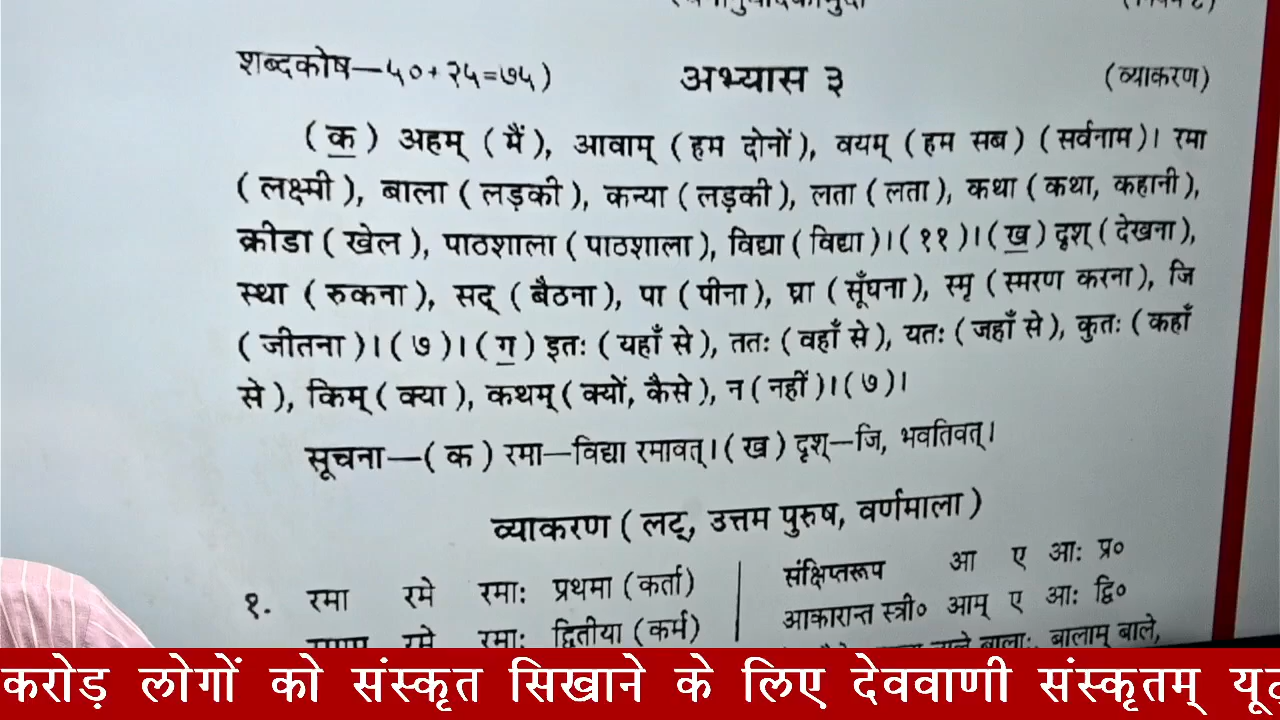 शब्दकोष—५०+२५=७५)
अभ्यास ३
(व्याकरण)
(क) अहम् (मैं), आवाम् (हम दोनों), वयम् (हम सब) (सर्वनाम)। रमा
(लक्ष्मी), बाला (लड़की), कन्या (लड़की), लता (लता), कथा (कथा, कहानी),
क्रीडा (खेल), पाठशाला (पाठशाला), विद्या (विद्या)। (११)। (ख) दृश् (देखना),
स्था (रुकना), सद् (बैठना), पा (पीना), घ्रा (सूँघना), स्मृ (स्मरण करना), जि
(जीतना)। (७)। (ग) इतः (यहाँ से), ततः (वहाँ से), यतः (जहाँ से), कुतः (कहाँ
से), किम् (क्या), कथम् (क्यों, कैसे), न (नहीं)। (७)।
सूचना—(क) रमा—विद्या रमावत्। (ख) दृश्—जि, भवतिवत्।
व्याकरण (लट्, उत्तम पुरुष, वर्णमाला)
१. रमा रमे रमाः प्रथमा (कर्ता)
रमे रमाः द्वितीया (कर्म)
संक्षिप्तरूप आ ए आः प्र०
आकारान्त स्त्री० आम् ए आः द्वि०
बालाः बालाम् बाले,
करोड़ लोगों को संस्कृत सिखाने के लिए देववाणी संस्कृतम्